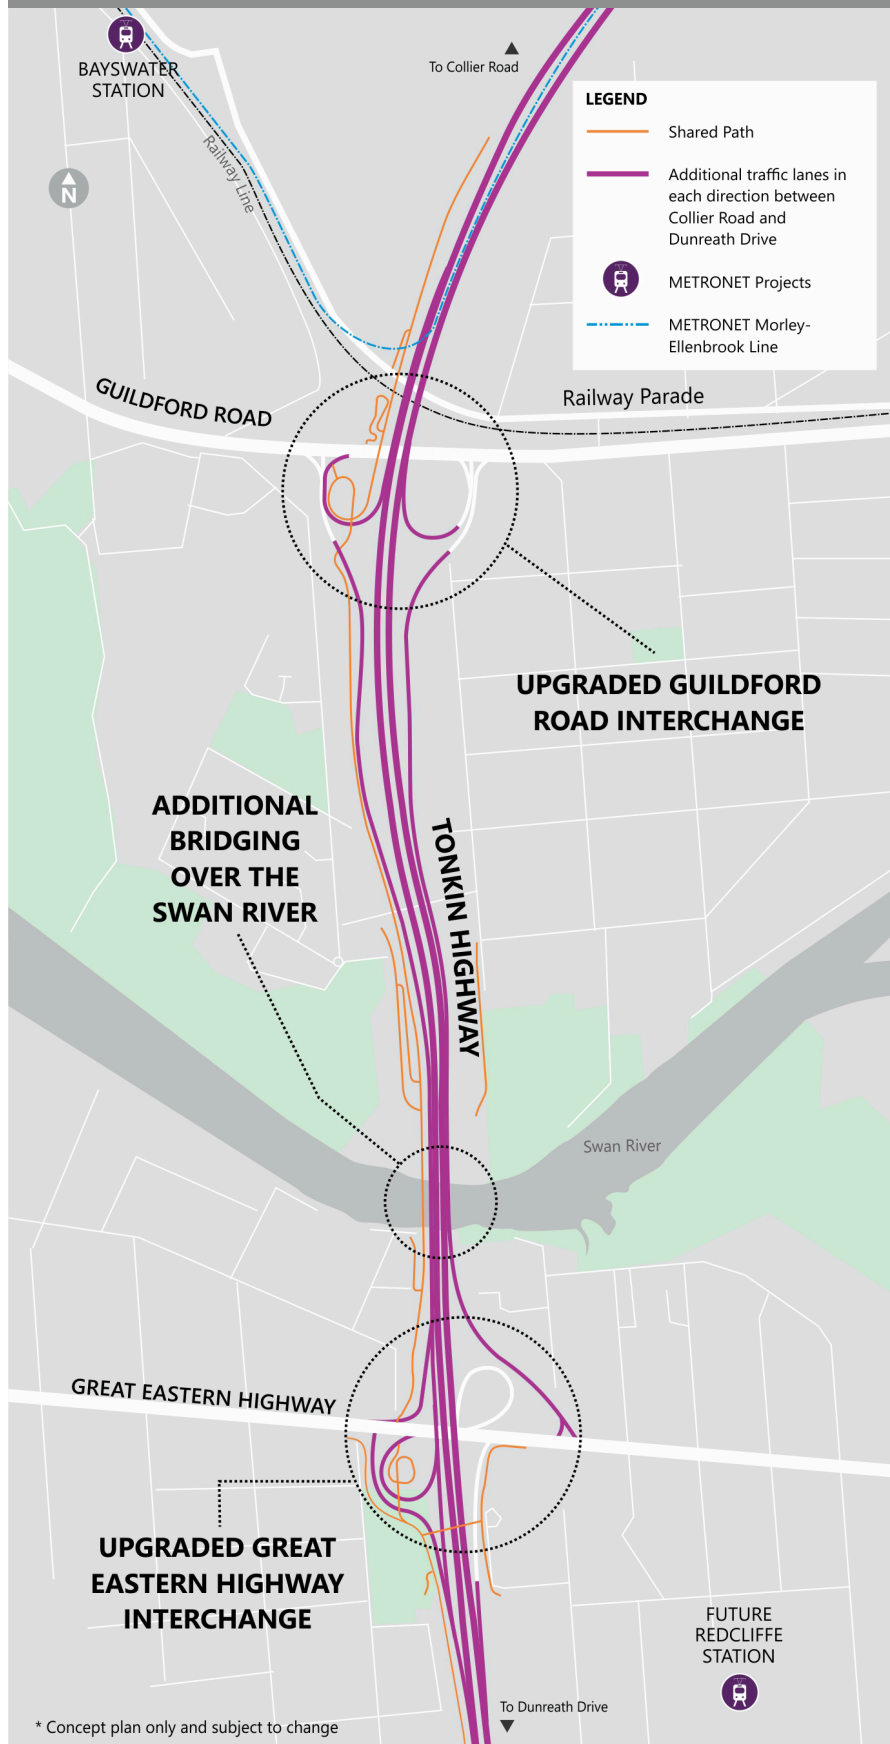 BAYSWATER
STATION
To Collier Road
LEGEND
Shared Path
Additional traffic lanes in
each direction between
Collier Road and
Dunreath Drive
METRONET Projects
METRONET Morley-
Ellenbrook Line
Railway Line
N
GUILDFORD ROAD
Railway Parade
UPGRADED GUILDFORD
ROAD INTERCHANGE
ADDITIONAL
BRIDGING
OVER THE
SWAN RIVER
TONKIN HIGHWAY
Swan River
GREAT EASTERN HIGHWAY
UPGRADED GREAT
EASTERN HIGHWAY
INTERCHANGE
FUTURE
REDCLIFFE
STATION
To Dunreath Drive
* Concept plan only and subject to change